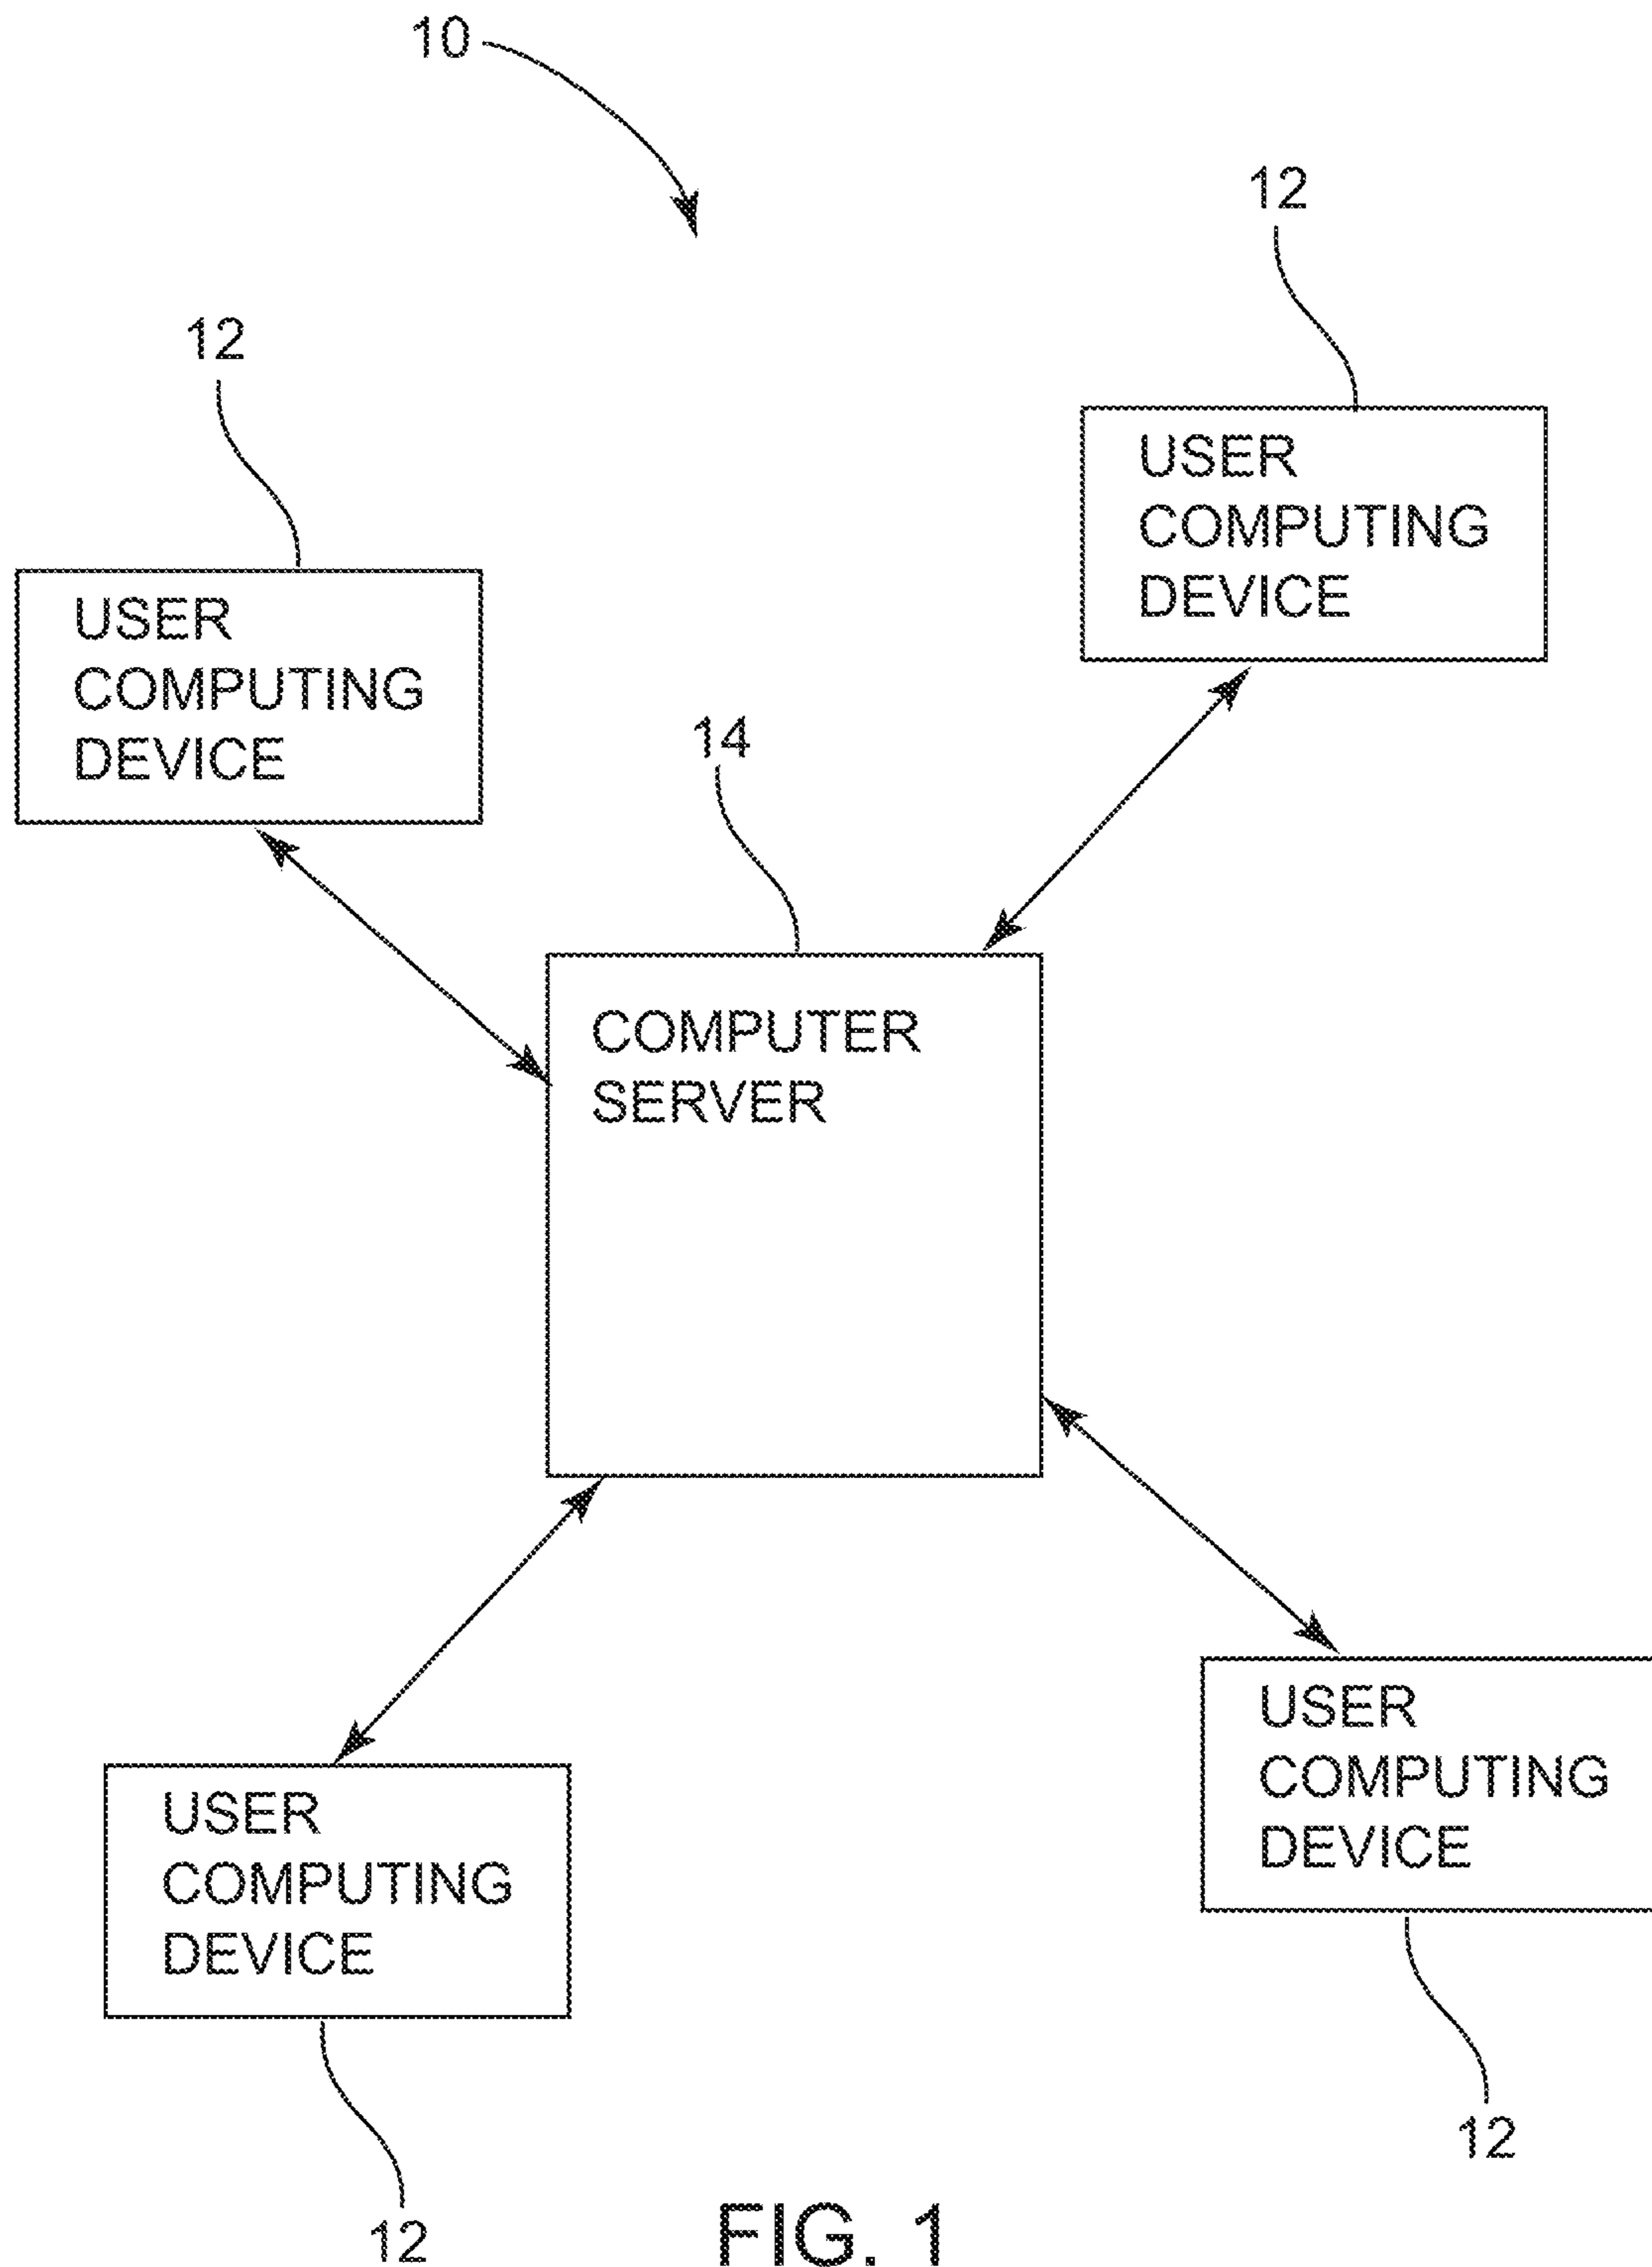 10
12
12
USER
COMPUTING
DEVICE
USER
COMPUTING
DEVICE
14
COMPUTER
SERVER
USER
COMPUTING
DEVICE
USER
COMPUTING
DEVICE
12
12
FIG. 1